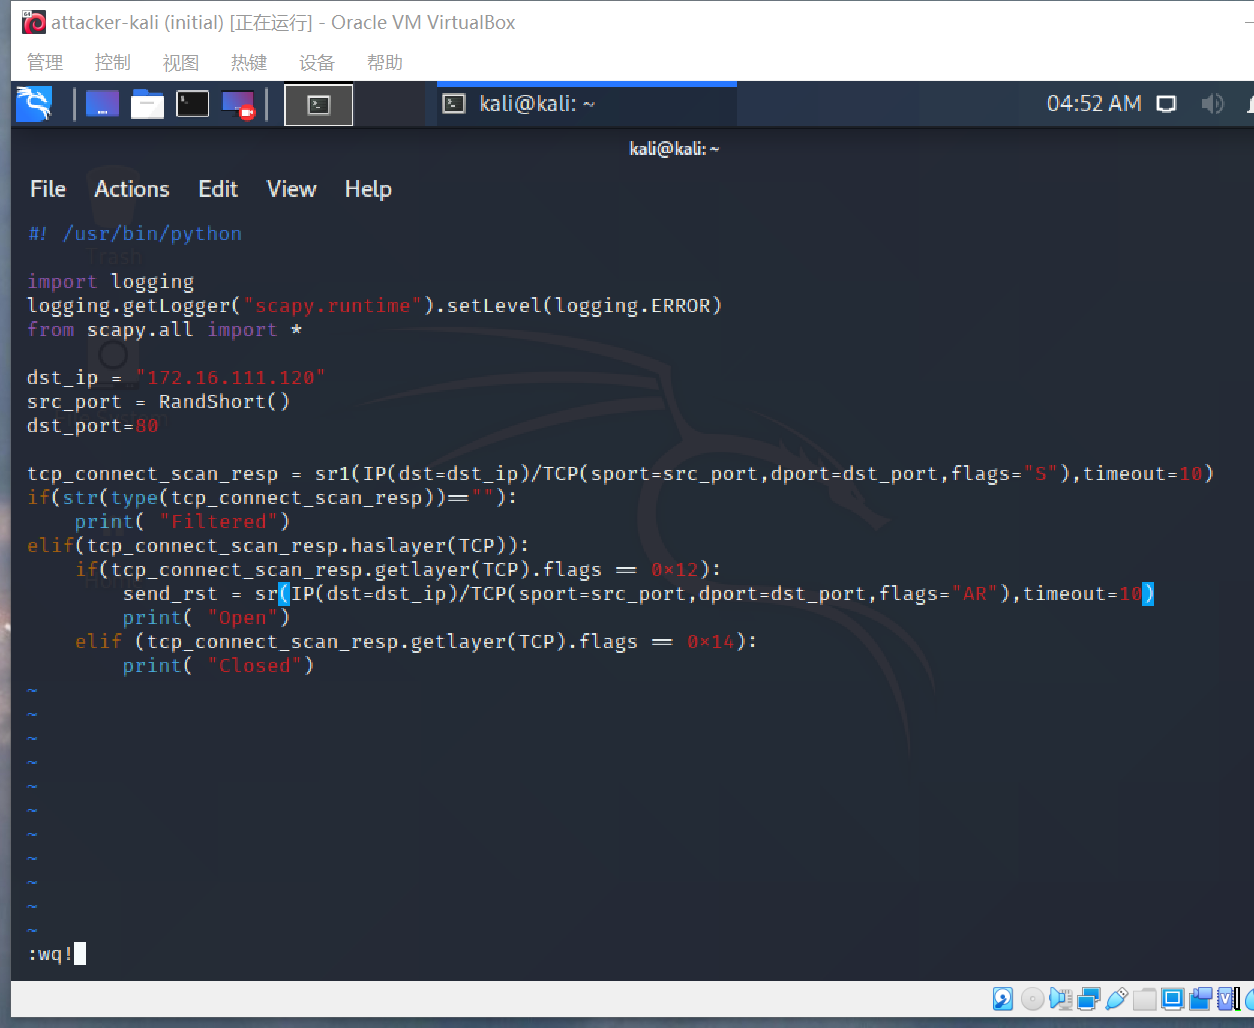 attacker-kali (initial) [正在运行] - Oracle VM VirtualBox
管理 控制 视图 热键 设备 帮助
kali@kali: ~ 04:52 AM
kali@kali: ~
File Actions Edit View Help
#! /usr/bin/python
Trash
import logging
logging.getLogger("scapy.runtime").setLevel(logging.ERROR)
from scapy.all import *
dst_ip = "172.16.111.120"
src_port = RandShort()
dst_port=80
tcp_connect_scan_resp = sr1(IP(dst=dst_ip)/TCP(sport=src_port,dport=dst_port,flags="S"),timeout=10)
if(str(type(tcp_connect_scan_resp))==""):
    print( "Filtered")
elif(tcp_connect_scan_resp.haslayer(TCP)):
    if(tcp_connect_scan_resp.getlayer(TCP).flags == 0×12):
        send_rst = sr(IP(dst=dst_ip)/TCP(sport=src_port,dport=dst_port,flags="AR"),timeout=10)
        print( "Open")
    elif (tcp_connect_scan_resp.getlayer(TCP).flags == 0×14):
        print( "Closed")
~
~
~
~
~
~
~
~
~
~
~
:wq!